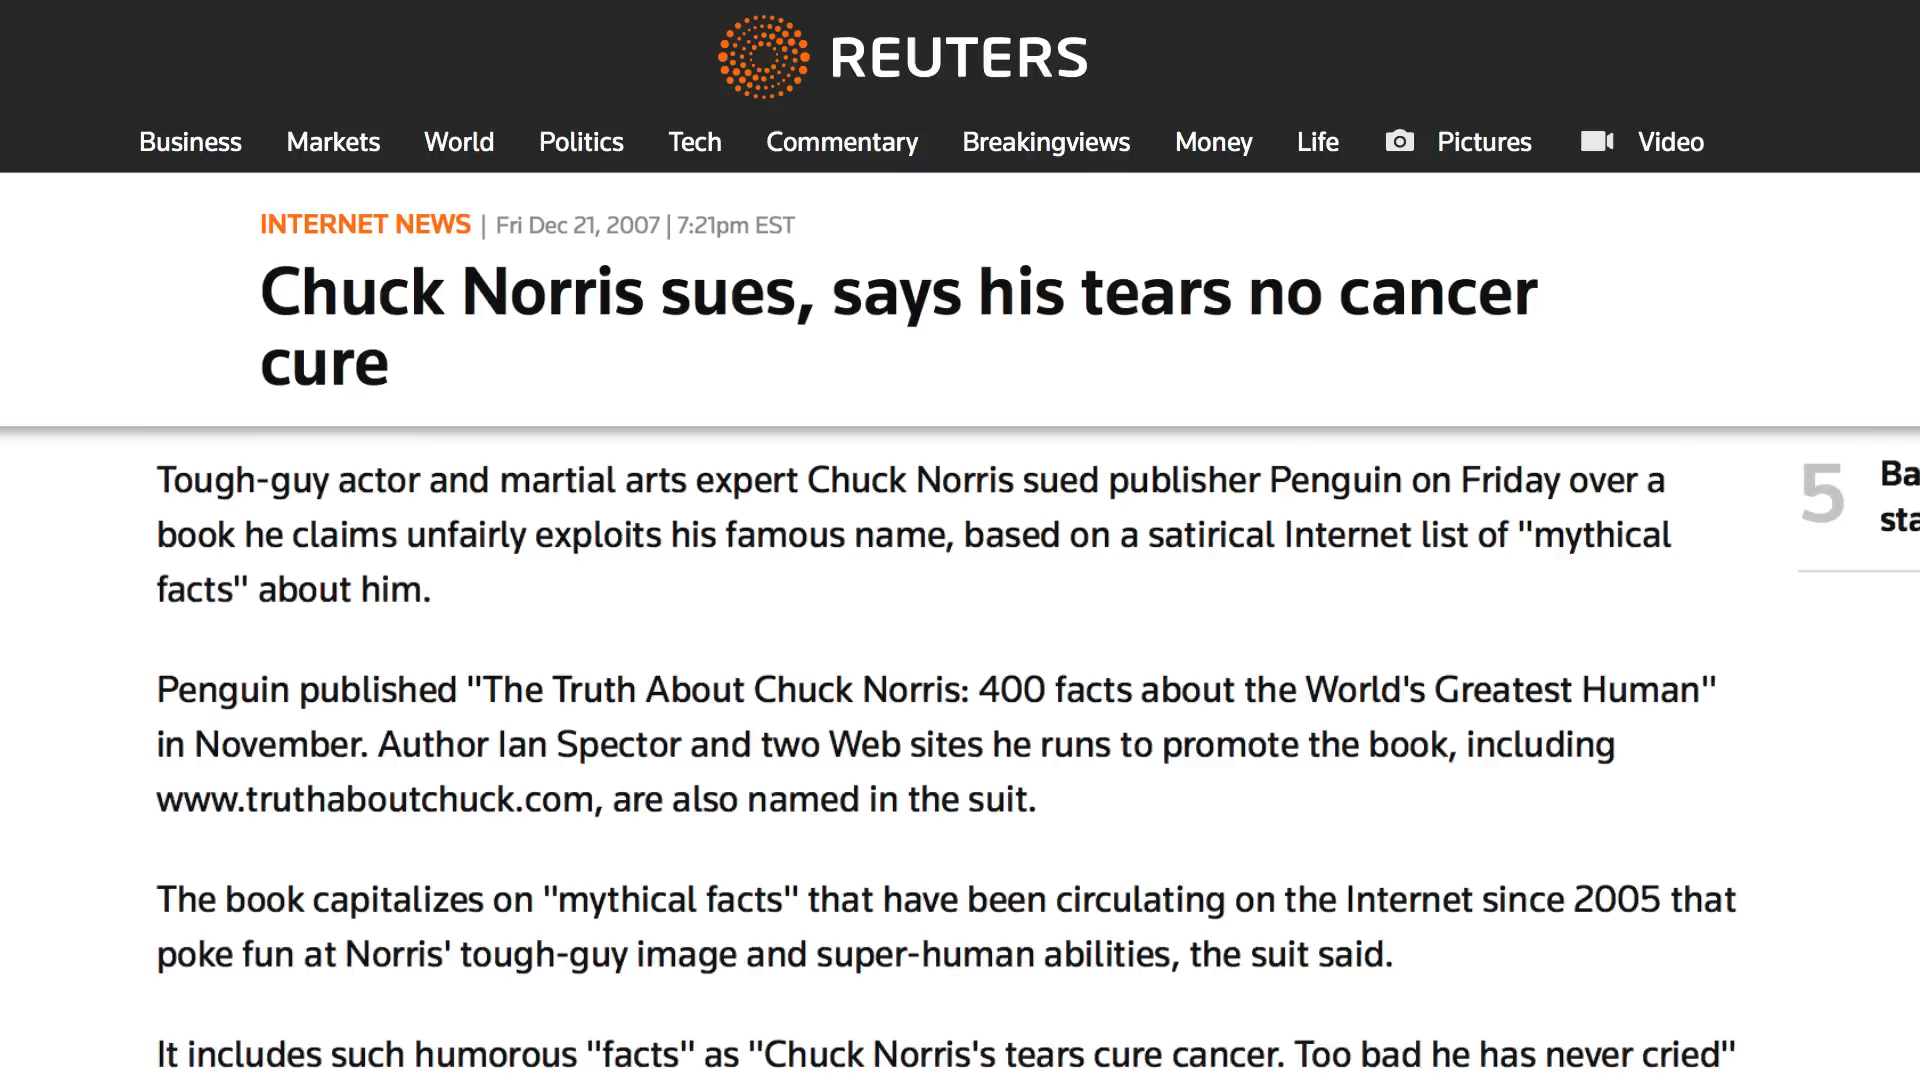 REUTERS
Business Markets World Politics Tech Commentary Breakingviews Money Life Pictures Video
INTERNET NEWS | Fri Dec 21, 2007 | 7:21pm EST
Chuck Norris sues, says his tears no cancer
cure
Tough-guy actor and martial arts expert Chuck Norris sued publisher Penguin on Friday over a
book he claims unfairly exploits his famous name, based on a satirical Internet list of "mythical
facts" about him.
Penguin published "The Truth About Chuck Norris: 400 facts about the World's Greatest Human"
in November. Author Ian Spector and two Web sites he runs to promote the book, including
www.truthaboutchuck.com, are also named in the suit.
The book capitalizes on "mythical facts" that have been circulating on the Internet since 2005 that
poke fun at Norris' tough-guy image and super-human abilities, the suit said.
It includes such humorous "facts" as "Chuck Norris's tears cure cancer. Too bad he has never cried"
5
Ba
sta